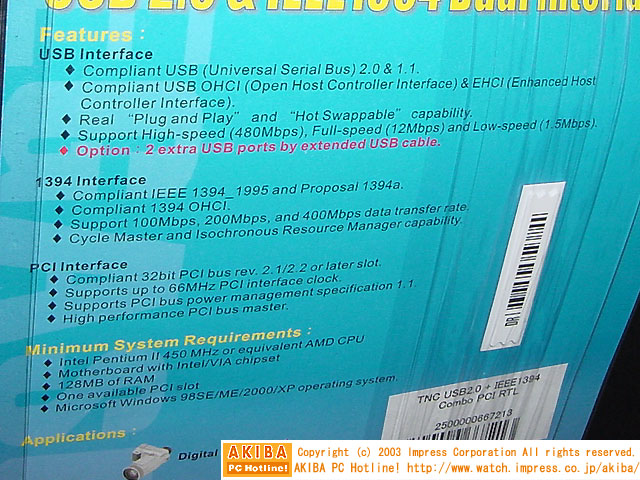 USB 2.0 & IEEE1394 Dual Interfa
Features :
USB Interface
◆ Compliant USB (Universal Serial Bus) 2.0 & 1.1.
◆ Compliant USB OHCI (Open Host Controller Interface) & EHCI (Enhanced Host
Controller Interface).
◆ Real “Plug and Play” and “Hot Swappable” capability.
◆ Support High-speed (480Mbps), Full-speed (12Mbps) and Low-speed (1.5Mbps).
◆ Option : 2 extra USB ports by extended USB cable.
1394 Interface
◆ Compliant IEEE 1394_1995 and Proposal 1394a.
◆ Compliant 1394 OHCI.
◆ Support 100Mbps, 200Mbps, and 400Mbps data transfer rate.
◆ Cycle Master and Isochronous Resource Manager capability.
PCI Interface
◆ Compliant 32bit PCI bus rev. 2.1/2.2 or later slot.
◆ Supports up to 66MHz PCI interface clock.
◆ Supports PCI bus power management specification 1.1.
◆ High performance PCI bus master.
Minimum System Requirements :
◆ Intel Pentium II 450 MHz or equivalent AMD CPU
◆ Motherboard with Intel/VIA chipset
◆ 128MB of RAM
◆ One available PCI slot
◆ Microsoft Windows 98SE/ME/2000/XP operating system.
TNC USB2.0 + IEEE1394
Combo PCI RTL
2500000667213
Applications :
Digital
AKIBA
PC Hotline!
Copyright (c) 2003 Impress Corporation All rights reserved.
AKIBA PC Hotline! http://www.watch.impress.co.jp/akiba/